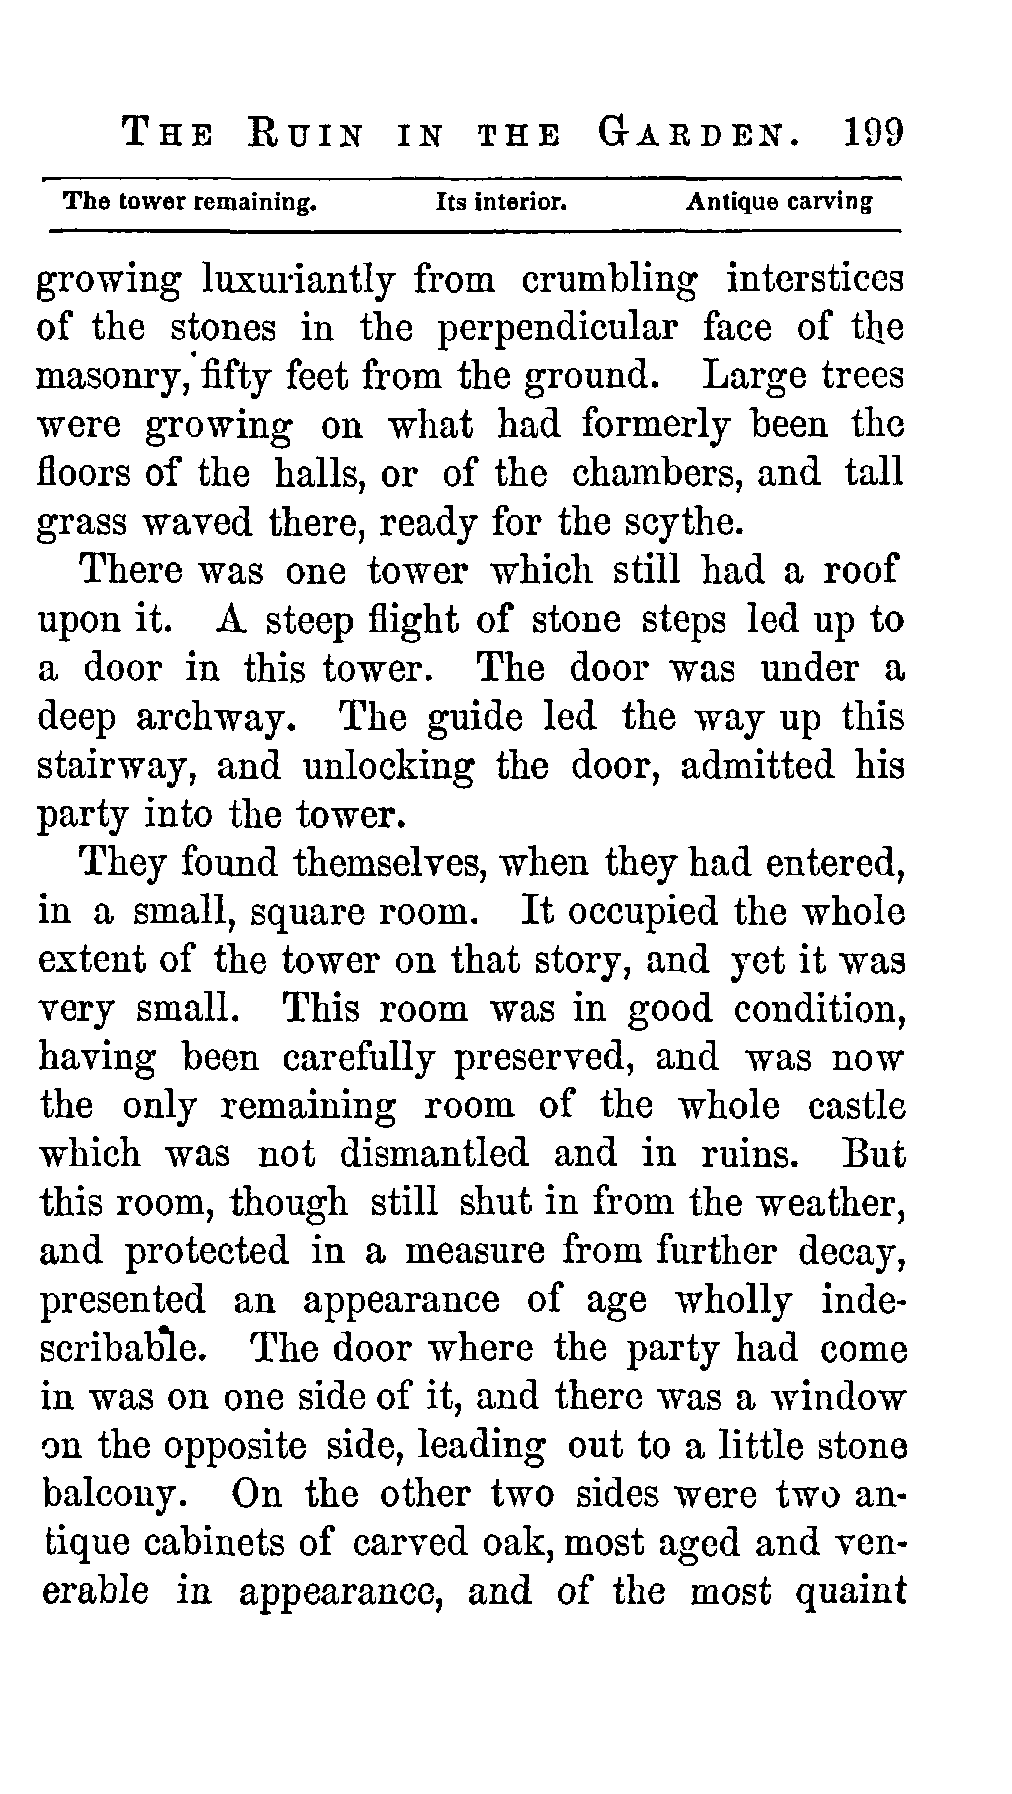 THE RUIN IN THE GARDEN. 199
The tower remaining. Its interior. Antique carving
growing luxuriantly from crumbling interstices
of the stones in the perpendicular face of the
masonry, fifty feet from the ground. Large trees
were growing on what had formerly been the
floors of the halls, or of the chambers, and tall
grass waved there, ready for the scythe.
There was one tower which still had a roof
upon it. A steep flight of stone steps led up to
a door in this tower. The door was under a
deep archway. The guide led the way up this
stairway, and unlocking the door, admitted his
party into the tower.
They found themselves, when they had entered,
in a small, square room. It occupied the whole
extent of the tower on that story, and yet it was
very small. This room was in good condition,
having been carefully preserved, and was now
the only remaining room of the whole castle
which was not dismantled and in ruins. But
this room, though still shut in from the weather,
and protected in a measure from further decay,
presented an appearance of age wholly inde-
scribable. The door where the party had come
in was on one side of it, and there was a window
on the opposite side, leading out to a little stone
balcony. On the other two sides were two an-
tique cabinets of carved oak, most aged and ven-
erable in appearance, and of the most quaint